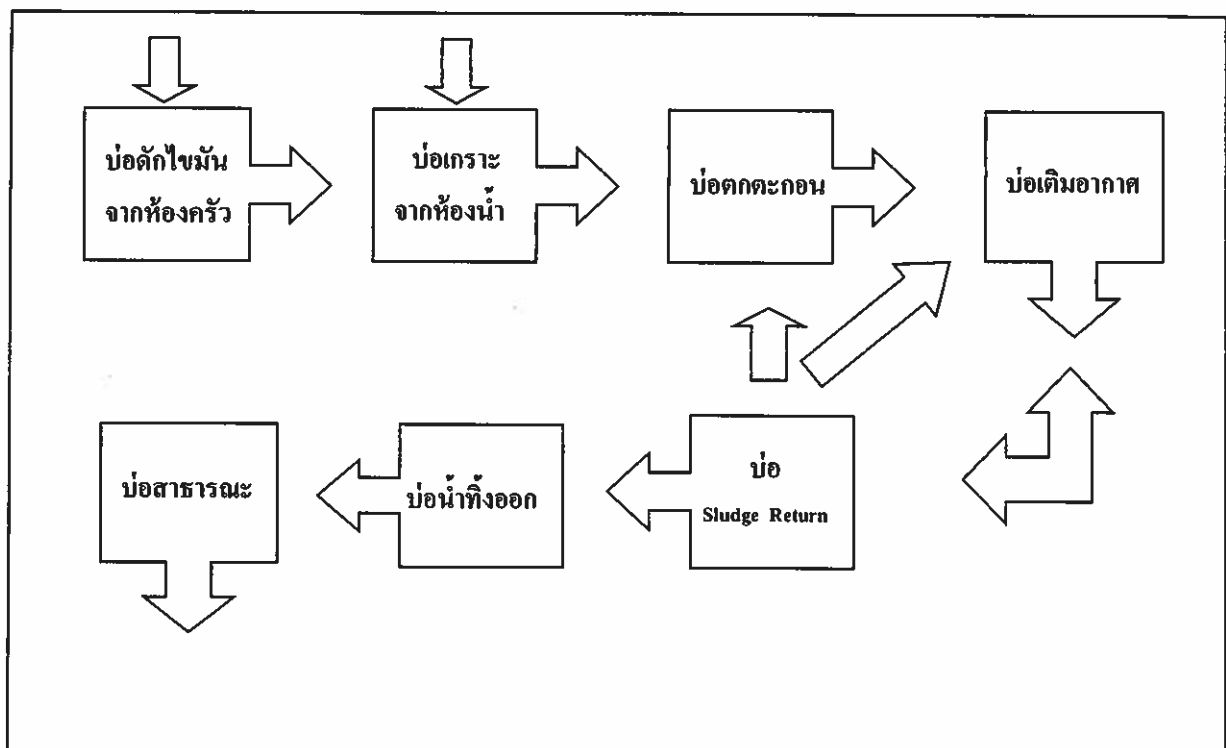 บ่อดักไขมัน
จากห้องครัว
บ่อเกราะ
จากห้องน้ำ
บ่อตกตะกอน
บ่อเติมอากาศ
บ่อสาธารณะ
บ่อน้ำทิ้งออก
บ่อ
Sludge Return